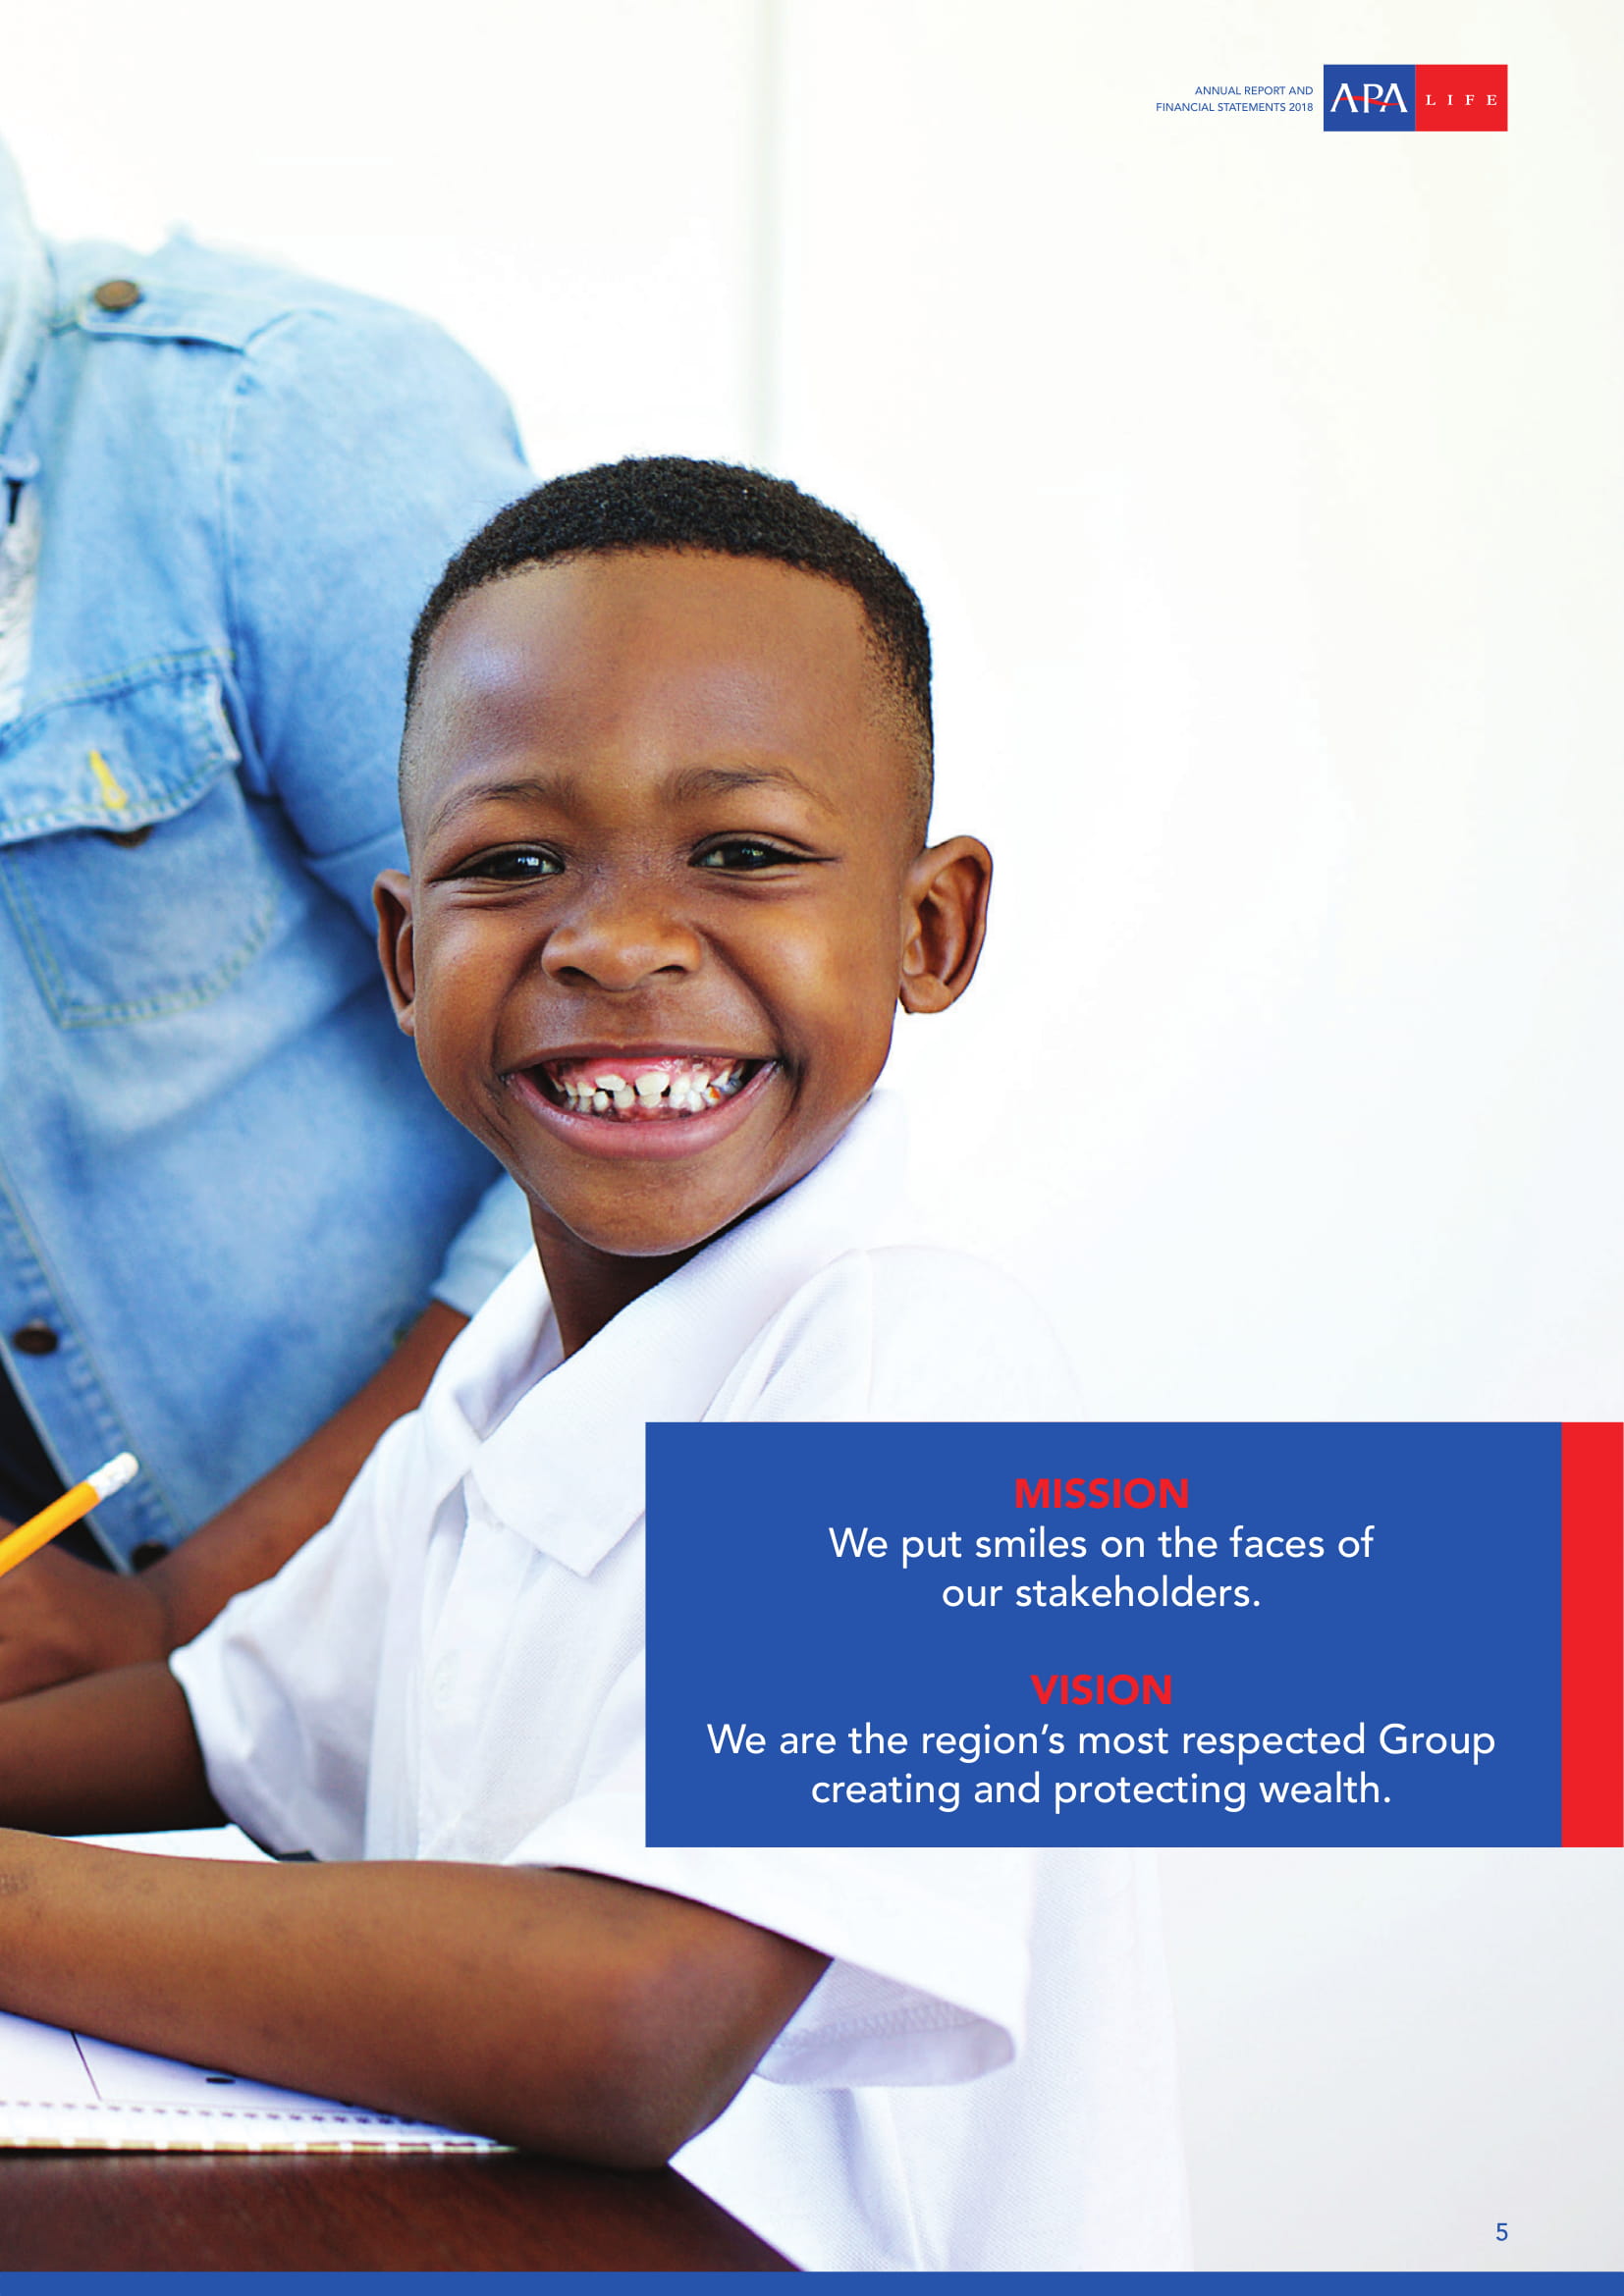 ANNUAL REPORT AND
FINANCIAL STATEMENTS 2018
APA LIFE
MISSION
We put smiles on the faces of
our stakeholders.
VISION
We are the region’s most respected Group
creating and protecting wealth.
5